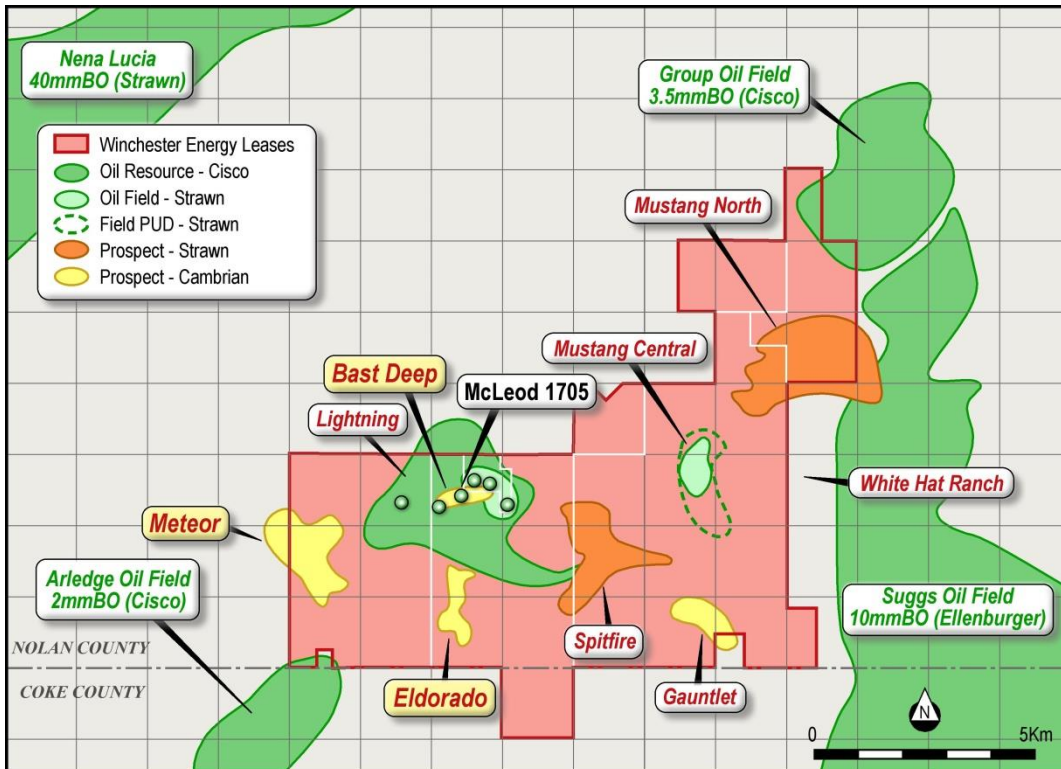 Nena Lucia
40mmBO (Strawn)
Group Oil Field
3.5mmBO (Cisco)
Winchester Energy Leases
Oil Resource - Cisco
Oil Field - Strawn
Field PUD - Strawn
Prospect - Strawn
Prospect - Cambrian
Mustang North
Mustang Central
Bast Deep
McLeod 1705
Lightning
White Hat Ranch
Meteor
Arledge Oil Field
2mmBO (Cisco)
Suggs Oil Field
10mmBO (Ellenburger)
Spitfire
NOLAN COUNTY
COKE COUNTY
Eldorado
Gauntlet
N
0
5Km